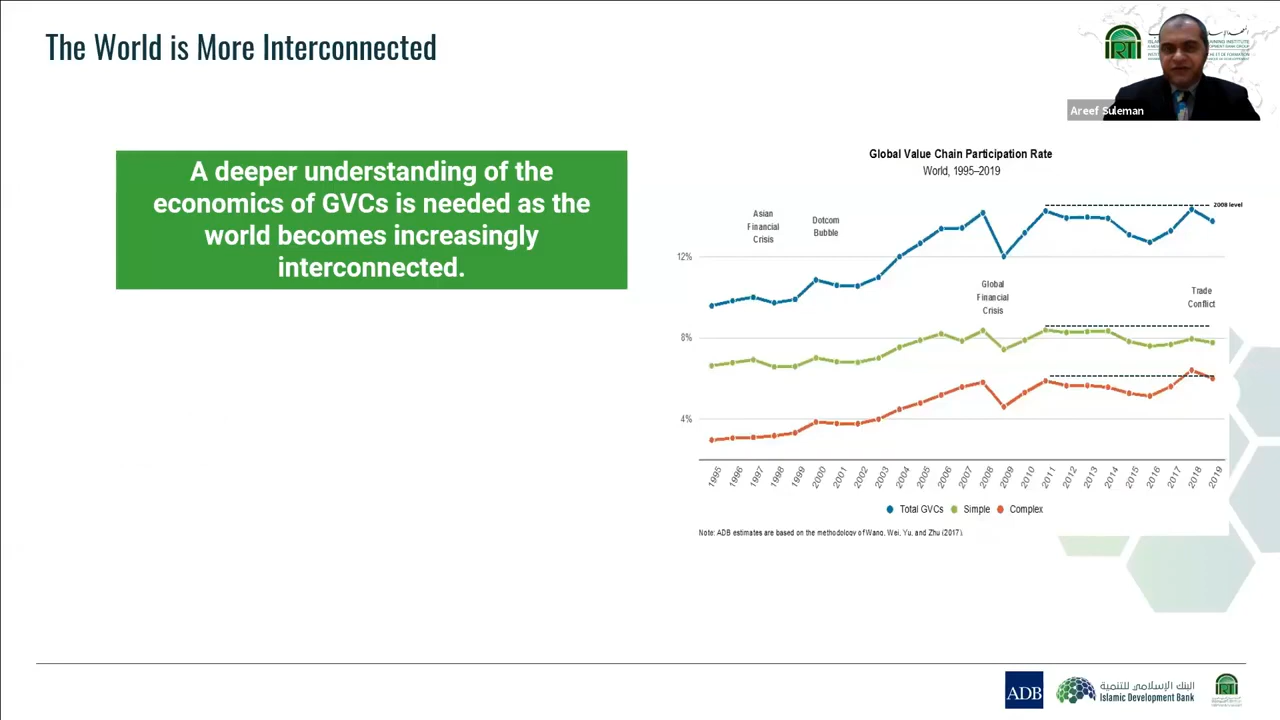 The World is More Interconnected
Areef Suleman
A deeper understanding of the
economics of GVCs is needed as the
world becomes increasingly
interconnected.
Global Value Chain Participation Rate
World, 1995–2019
2008 level
Asian
Financial
Crisis
Dotcom
Bubble
12%
Global
Financial
Crisis
Trade
Conflict
8%
4%
1995 1996 1997 1998 1999 2000 2001 2002 2003 2004 2005 2006 2007 2008 2009 2010 2011 2012 2013 2014 2015 2016 2017 2018 2019
Total GVCs Simple Complex
Note: ADB estimates are based on the methodology of Wang, Wei, Yu, and Zhu (2017).
ADB
البنك الإسلامي للتنمية
Islamic Development Bank